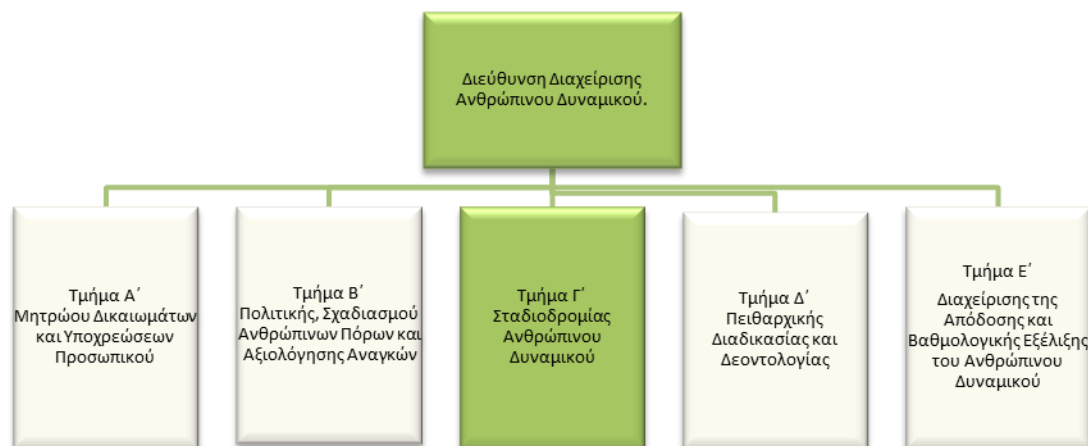 Διεύθυνση Διαχείρισης
Ανθρώπινου Δυναμικού.
Τμήμα Α΄
Μητρώου Δικαιωμάτων
και Υποχρεώσεων
Προσωπικού
Τμήμα Β΄
Πολιτικής, Σχαδιασμού
Ανθρώπινων Πόρων και
Αξιολόγησης Αναγκών
Τμήμα Γ΄
Σταδιοδρομίας
Ανθρώπινου
Δυναμικού
Τμήμα Δ΄
Πειθαρχικής
Διαδικασίας και
Δεοντολογίας
Τμήμα Ε΄
Διαχείρισης της
Απόδοσης και
Βαθμολογικής Εξέλιξης
του Ανθρώπινου
Δυναμικού